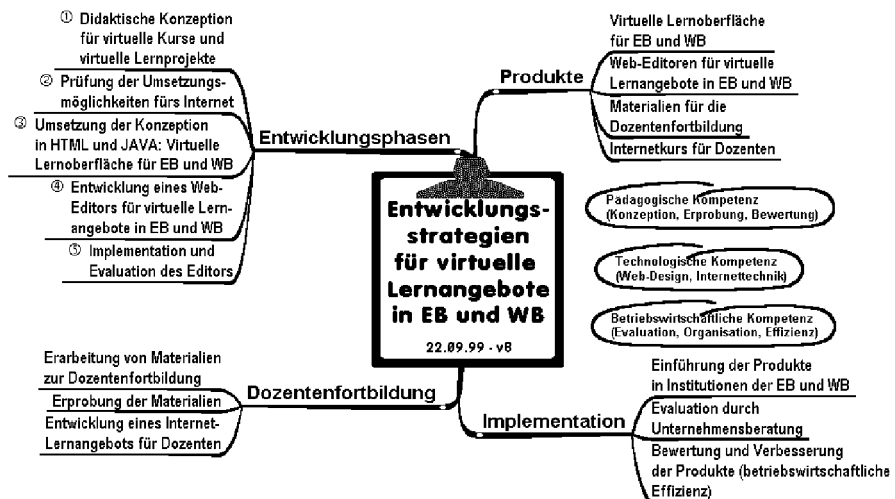 ① Didaktische Konzeption
für virtuelle Kurse und
virtuelle Lernprojekte
② Prüfung der Umsetzungs-
möglichkeiten fürs Internet
③ Umsetzung der Konzeption
in HTML und JAVA: Virtuelle
Lernoberfläche für EB und WB
④ Entwicklung eines Web-
Editors für virtuelle Lern-
angebote in EB und WB
⑤ Implementation und
Evaluation des Editors
Entwicklungsphasen
Produkte
Virtuelle Lernoberfläche
für EB und WB
Web-Editoren für virtuelle
Lernangebote in EB und WB
Materialien für die
Dozentenfortbildung
Internetkurs für Dozenten
Entwicklungs-
strategien
für virtuelle
Lernangebote
in EB und WB
22.09.99 - v8
Pädagogische Kompetenz
(Konzeption, Erprobung, Bewertung)
Technologische Kompetenz
(Web-Design, Internettechnik)
Betriebswirtschaftliche Kompetenz
(Evaluation, Organisation, Effizienz)
Erarbeitung von Materialien
zur Dozentenfortbildung
Erprobung der Materialien
Entwicklung eines Internet-
Lernangebots für Dozenten
Dozentenfortbildung
Implementation
Einführung der Produkte
in Institutionen der EB und WB
Evaluation durch
Unternehmensberatung
Bewertung und Verbesserung
der Produkte (betriebswirtschaftliche
Effizienz)